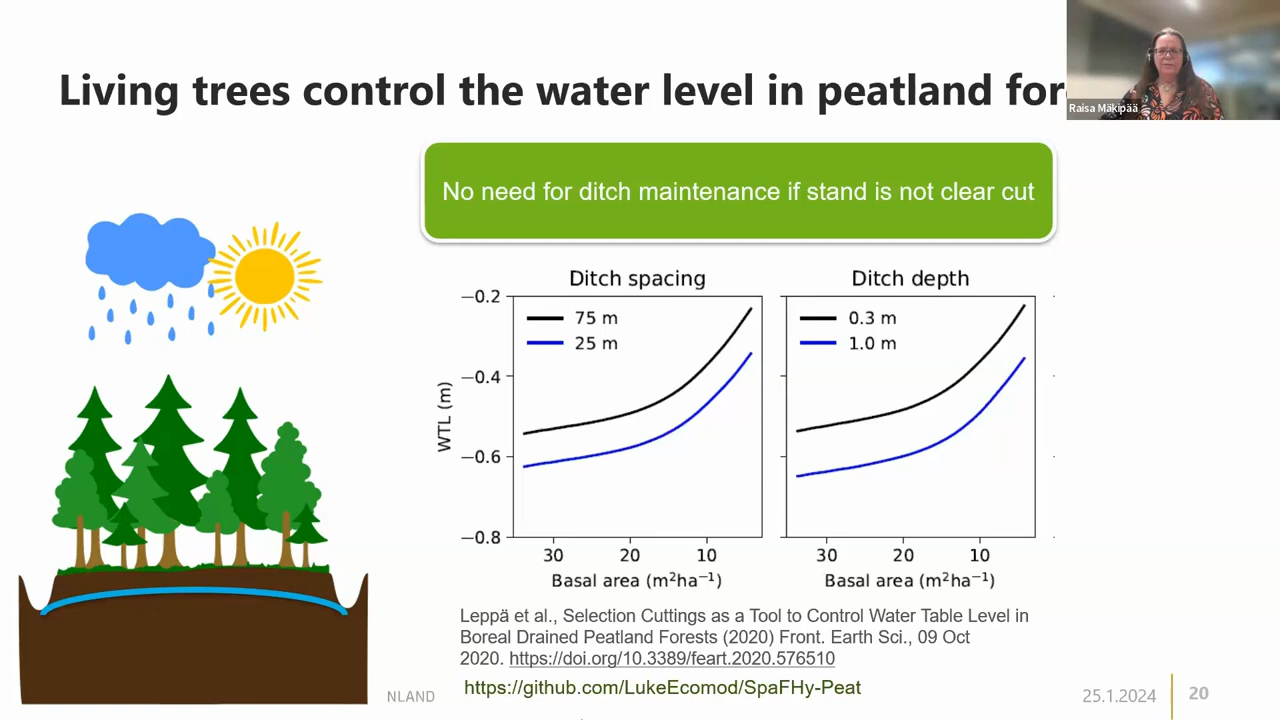 Living trees control the water level in peatland for
Raisa Mäkipää
No need for ditch maintenance if stand is not clear cut
Ditch spacing
Ditch depth
75 m
25 m
0.3 m
1.0 m
WTL (m)
−0.2
−0.4
−0.6
−0.8
30 20 10
30 20 10
Basal area (m²ha⁻¹)
Basal area (m²ha⁻¹)
Leppä et al., Selection Cuttings as a Tool to Control Water Table Level in
Boreal Drained Peatland Forests (2020) Front. Earth Sci., 09 Oct
2020. https://doi.org/10.3389/feart.2020.576510
https://github.com/LukeEcomod/SpaFHy-Peat
NLAND
25.1.2024
20